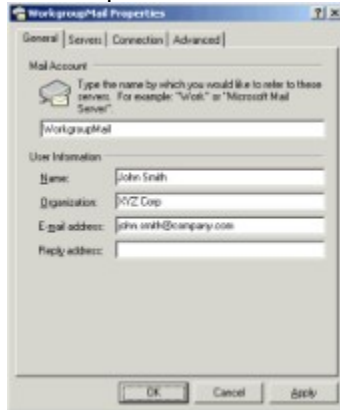 WorkgroupMail Properties
General Servers Connection Advanced
Mail Account
Type the name by which you would like to refer to these
servers. For example: "Work" or "Microsoft Mail
Server".
WorkgroupMail
User Information
Name: John Smith
Organization: XYZ Corp
E-mail address: john.smith@company.com
Reply address:
OK Cancel Apply